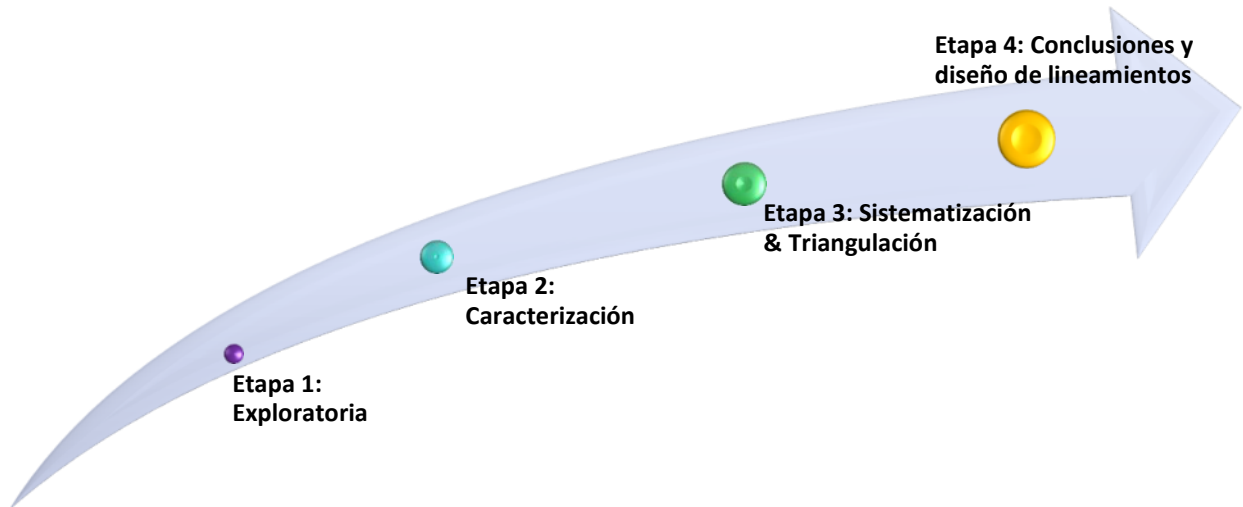 Etapa 4: Conclusiones y
diseño de lineamientos
Etapa 3: Sistematización
& Triangulación
Etapa 2:
Caracterización
Etapa 1:
Exploratoria